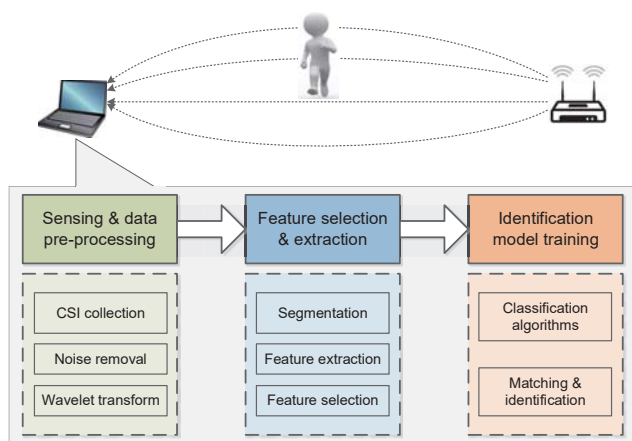 Sensing & data
pre-processing
Feature selection
& extraction
Identification
model training
CSI collection
Noise removal
Wavelet transform
Segmentation
Feature extraction
Feature selection
Classification
algorithms
Matching &
identification